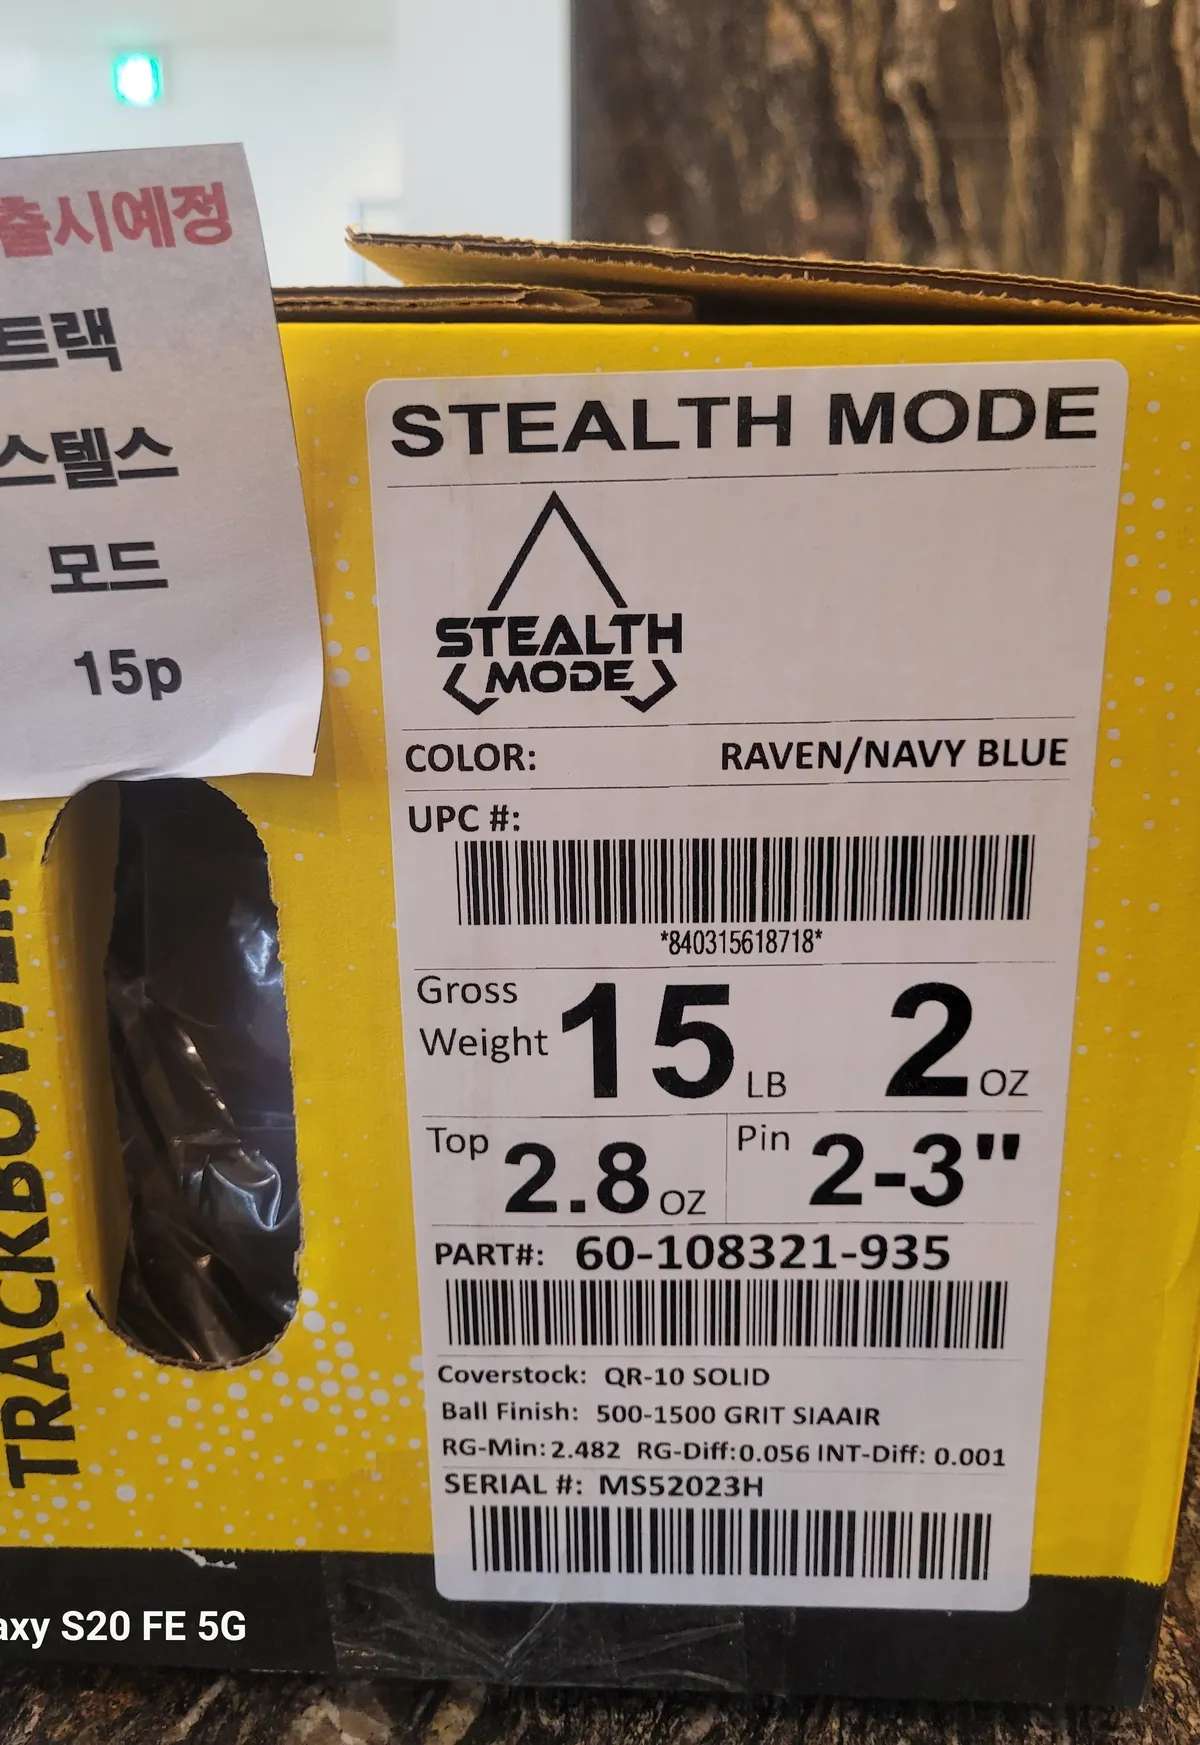 출시예정
트랙
스텔스
모드
15p
STEALTH MODE
STEALTH
MODE
COLOR: RAVEN/NAVY BLUE
UPC #:
*840315618718*
Gross Weight 15 LB 2 OZ
Top 2.8 OZ Pin 2-3"
PART#: 60-108321-935
Coverstock: QR-10 SOLID
Ball Finish: 500-1500 GRIT SIAAIR
RG-Min: 2.482 RG-Diff: 0.056 INT-Diff: 0.001
SERIAL #: MS52023H
S20 FE 5G